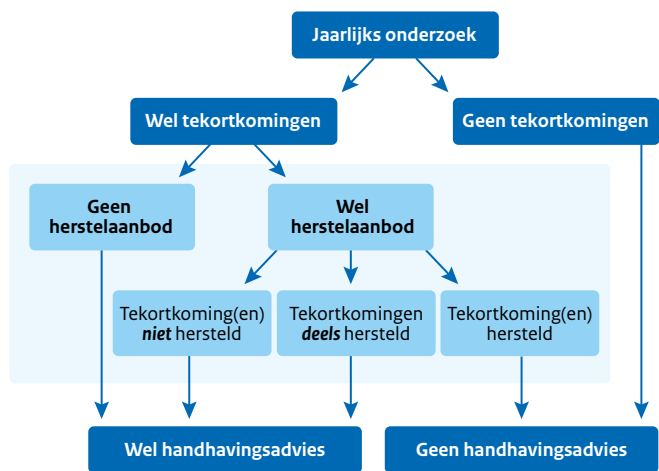 Jaarlijks onderzoek
Wel tekortkomingen
Geen tekortkomingen
Geen
herstelaanbod
Wel
herstelaanbod
Tekortkoming(en)
niet hersteld
Tekortkomingen
deels hersteld
Tekortkoming(en)
hersteld
Wel handhavingsadvies
Geen handhavingsadvies